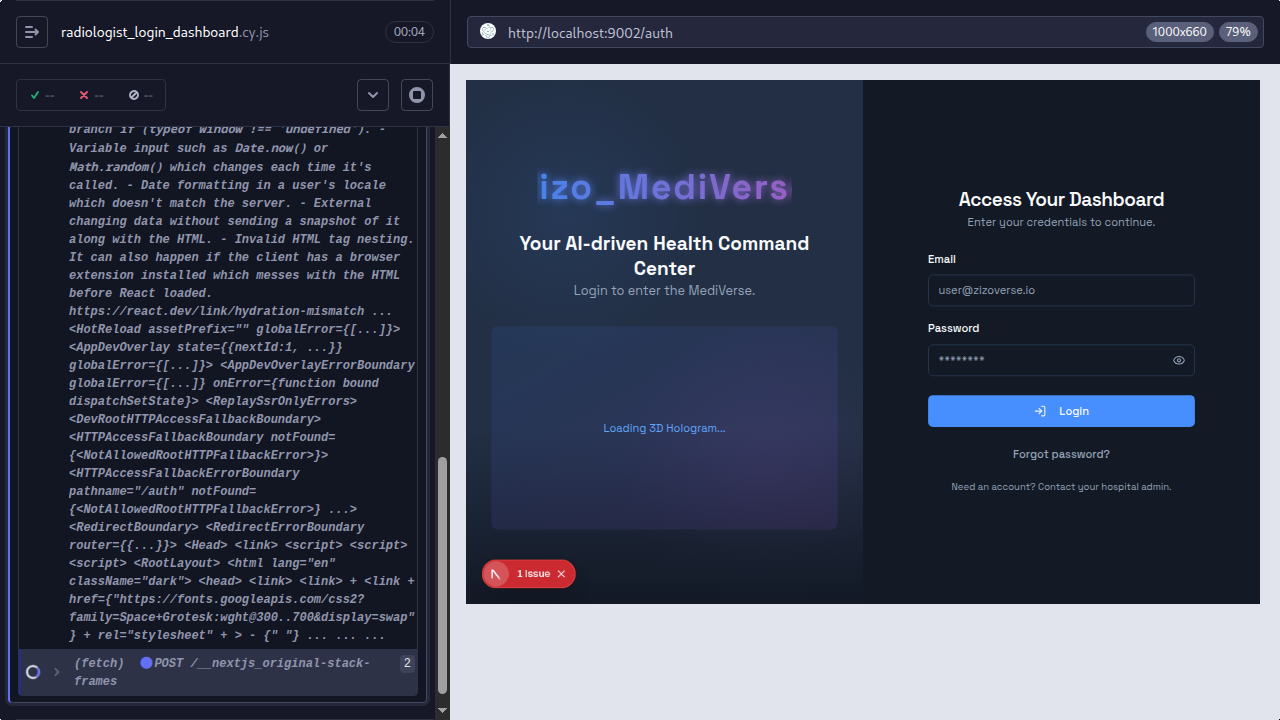 radiologist_login_dashboard.cy.js
00:04
http://localhost:9002/auth
1000x660
79%
--
--
--
branch if (typeof window !== "undefined"). -
Variable input such as Date.now() or
Math.random() which changes each time it's
called. - Date formatting in a user's locale
which doesn't match the server. - External
changing data without sending a snapshot of it
along with the HTML. - Invalid HTML tag nesting.
It can also happen if the client has a browser
extension installed which messes with the HTML
before React loaded.
https://react.dev/link/hydration-mismatch ...
<HotReload assetPrefix="" globalError={[...]}>
<AppDevOverlay state={{nextId:1, ...}}
globalError={[...]}> <AppDevOverlayErrorBoundary
globalError={[...]} onError={function bound
dispatchSetState}> <ReplaySsrOnlyErrors>
<DevRootHTTPAccessFallbackBoundary>
<HTTPAccessFallbackBoundary notFound=
{<NotAllowedRootHTTPFallbackError>}>
<HTTPAccessFallbackErrorBoundary
pathname="/auth" notFound=
{<NotAllowedRootHTTPFallbackError>} ...>
<RedirectBoundary> <RedirectErrorBoundary
router={{...}}> <Head> <link> <script> <script>
<script> <RootLayout> <html lang="en"
className="dark"> <head> <link> <link> + <link +
href={"https://fonts.googleapis.com/css2?
family=Space+Grotesk:wght@300..700&display=swap"
} + rel="stylesheet" + > - {" "} ... ... ...
(fetch) POST /__nextjs_original-stack-
frames
2
izo_MediVers
Your AI-driven Health Command
Center
Login to enter the MediVerse.
Loading 3D Hologram...
1 Issue
Access Your Dashboard
Enter your credentials to continue.
Email
user@zizoverse.io
Password
********
Login
Forgot password?
Need an account? Contact your hospital admin.